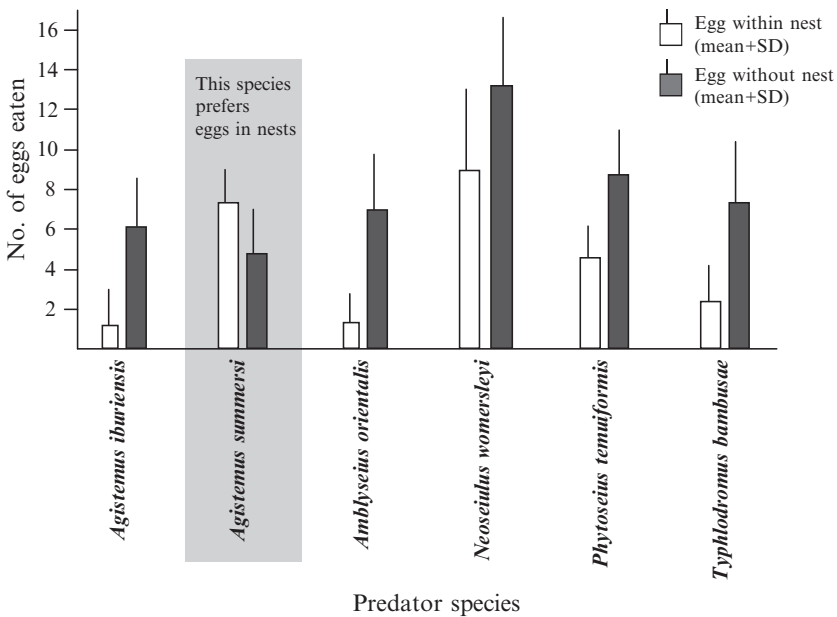 16
14
12
10
8
6
4
2
No. of eggs eaten
Egg within nest
(mean+SD)
Egg without nest
(mean+SD)
This species
prefers
eggs in nests
Agistemus iburiensis
Agistemus summersi
Amblyseius orientalis
Neoseiulus womersleyi
Phytoseius temuiformis
Typhlodromus bambusae
Predator species